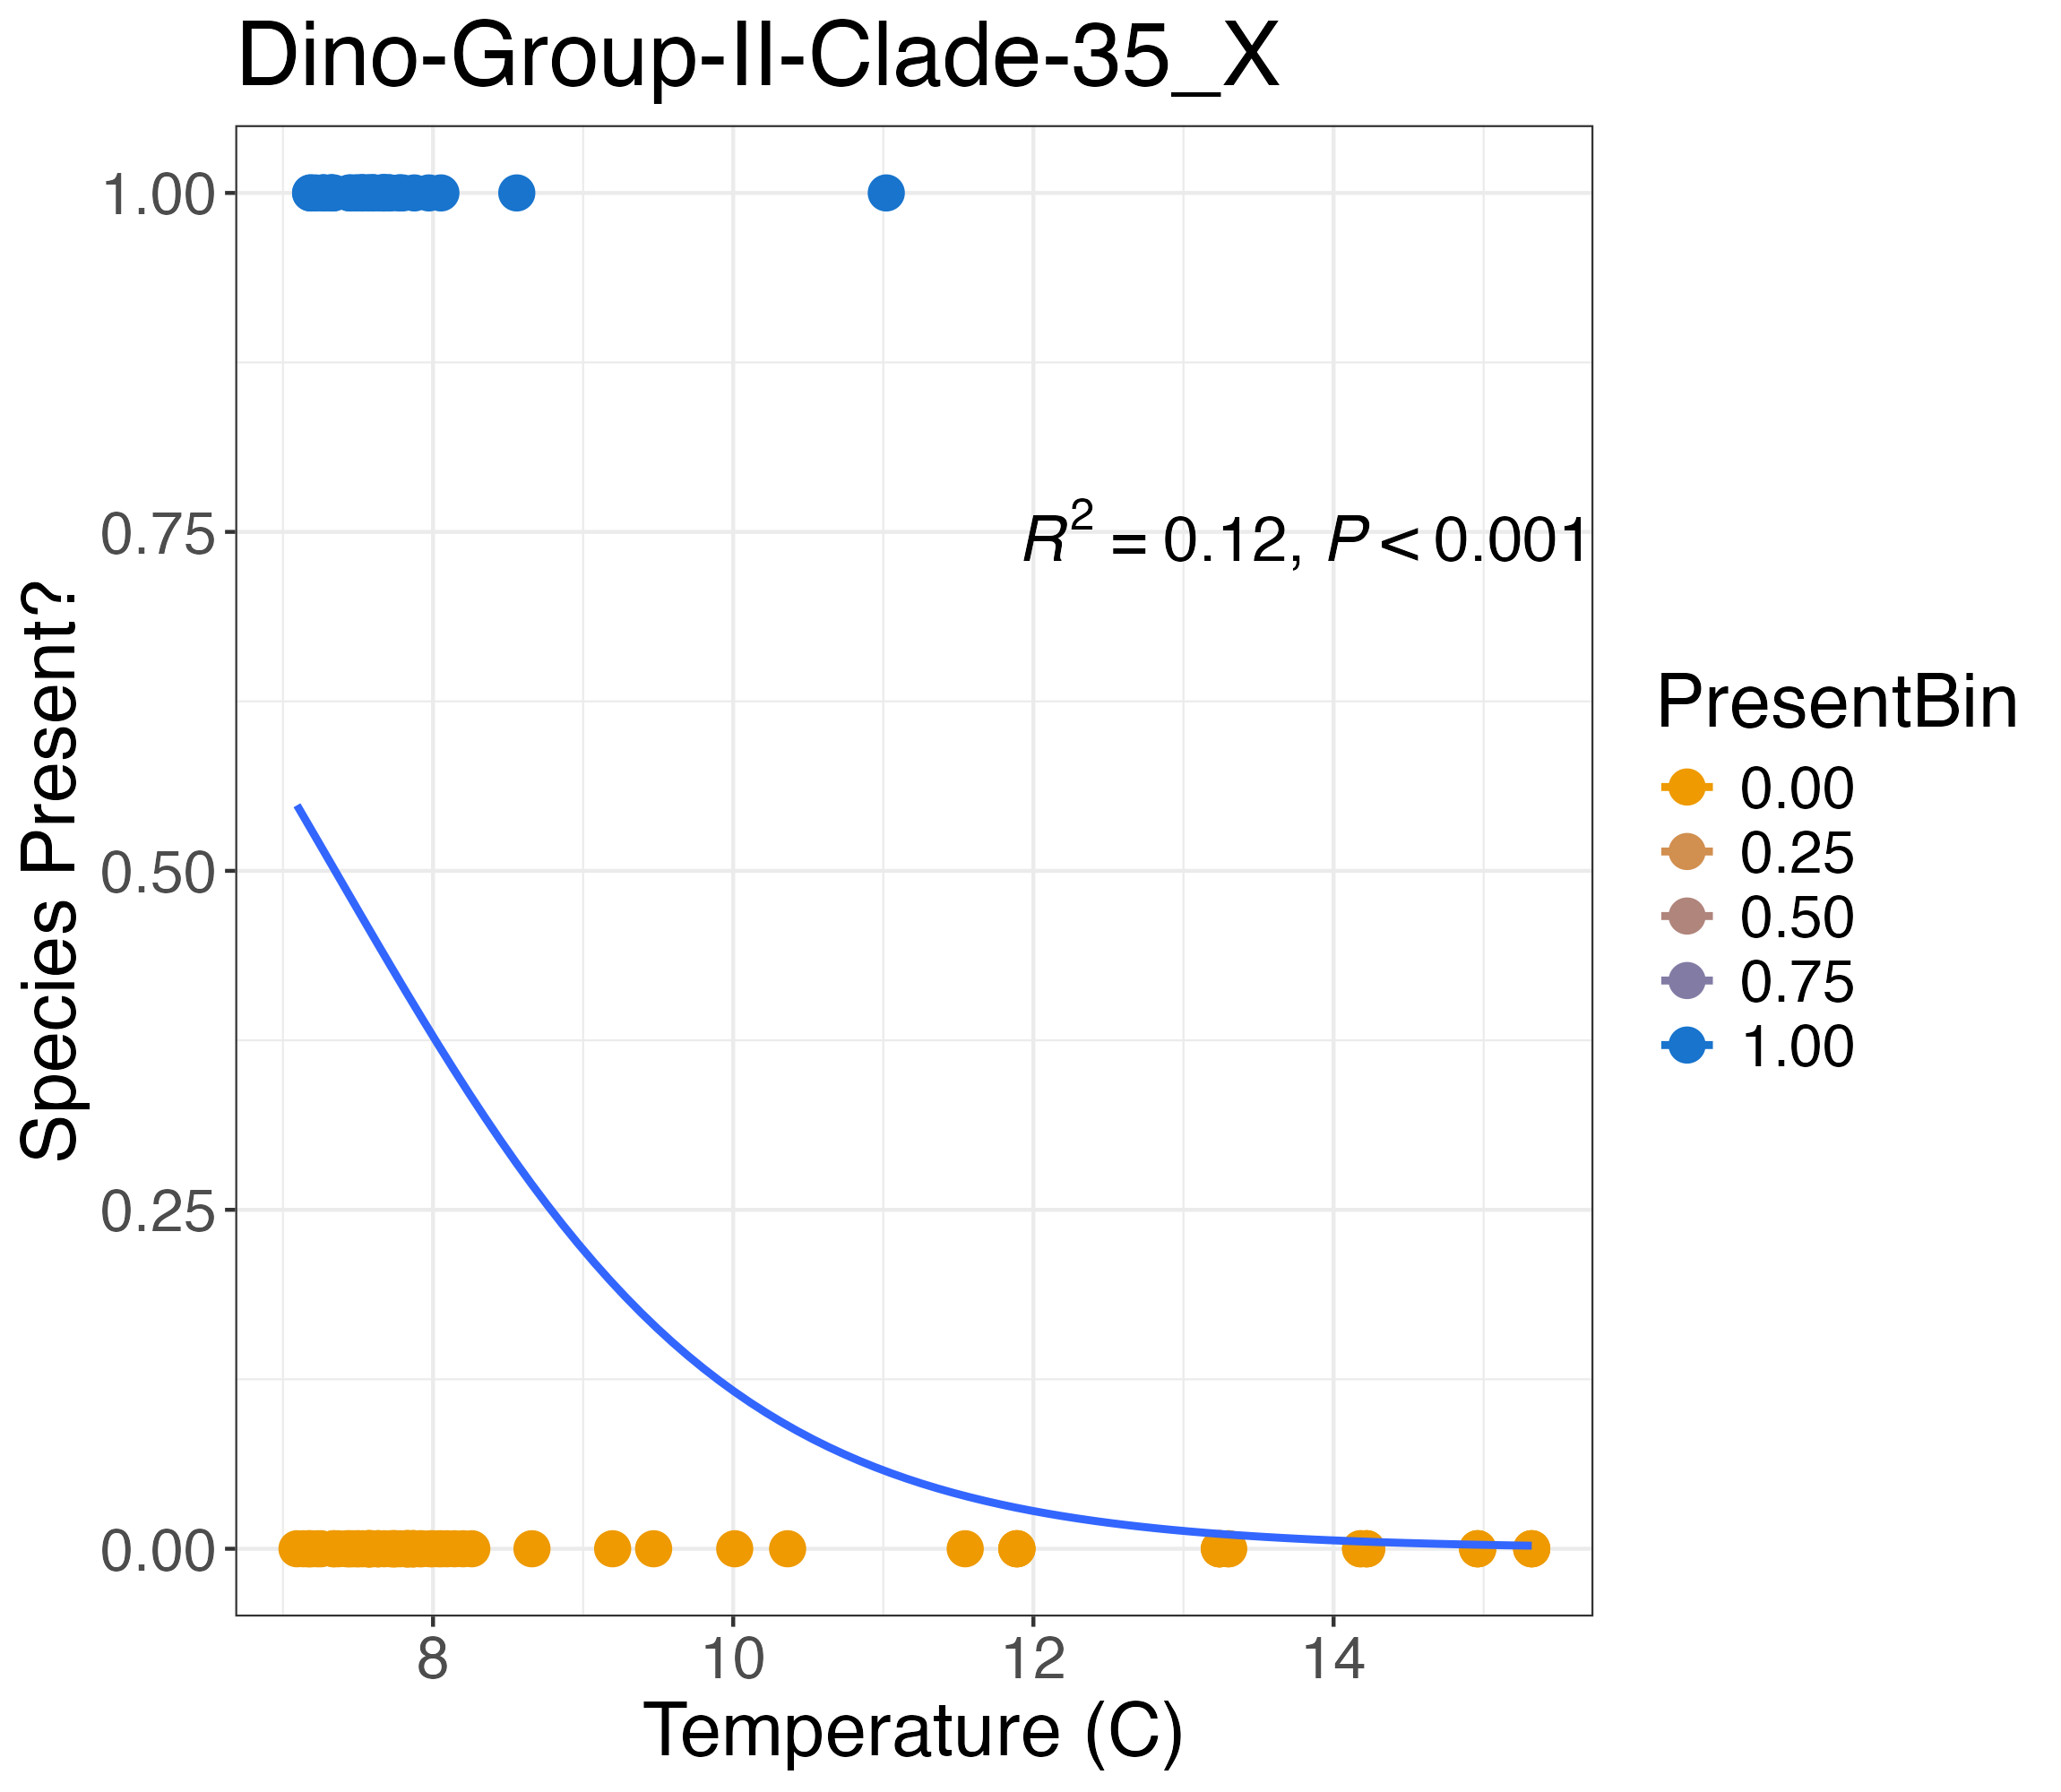 Dino-Group-II-Clade-35_X
1.00
0.75
0.50
0.25
0.00
Species Present?
R² = 0.12, P < 0.001
8 10 12 14
Temperature (C)
PresentBin
0.00
0.25
0.50
0.75
1.00